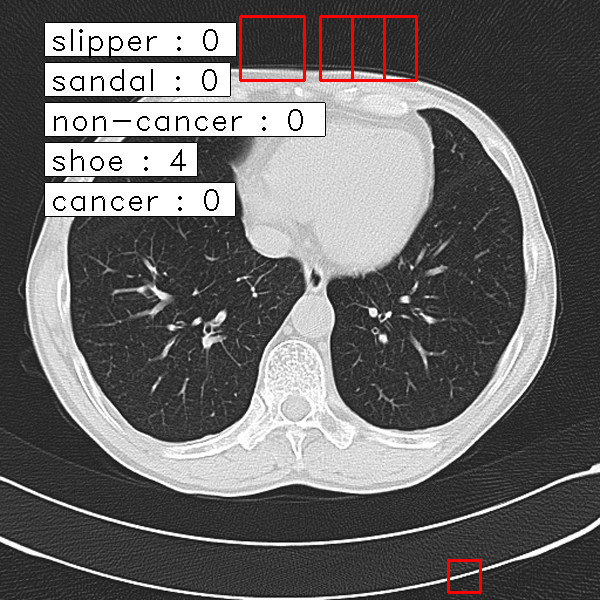 slipper : 0
sandal : 0
non-cancer : 0
shoe : 4
cancer : 0